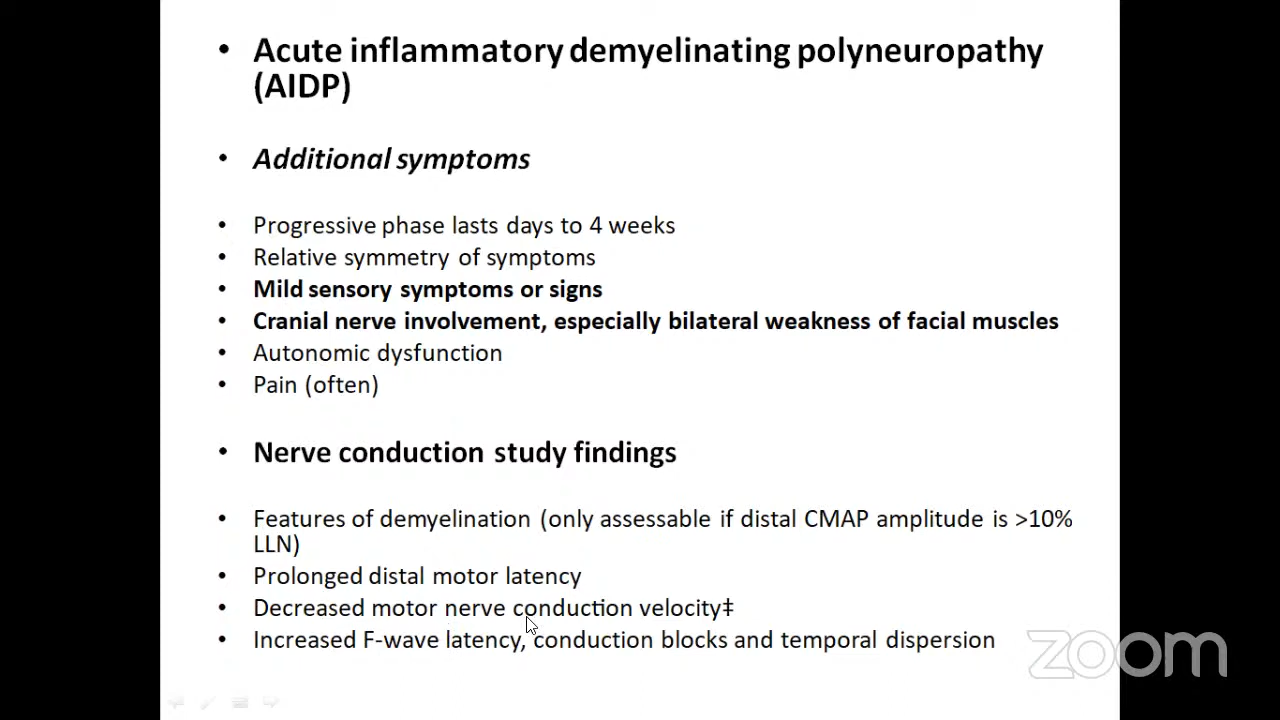 • Acute inflammatory demyelinating polyneuropathy
(AIDP)
• Additional symptoms
• Progressive phase lasts days to 4 weeks
• Relative symmetry of symptoms
• Mild sensory symptoms or signs
• Cranial nerve involvement, especially bilateral weakness of facial muscles
• Autonomic dysfunction
• Pain (often)
• Nerve conduction study findings
• Features of demyelination (only assessable if distal CMAP amplitude is >10%
LLN)
• Prolonged distal motor latency
• Decreased motor nerve conduction velocity‡
• Increased F-wave latency, conduction blocks and temporal dispersion
zoom